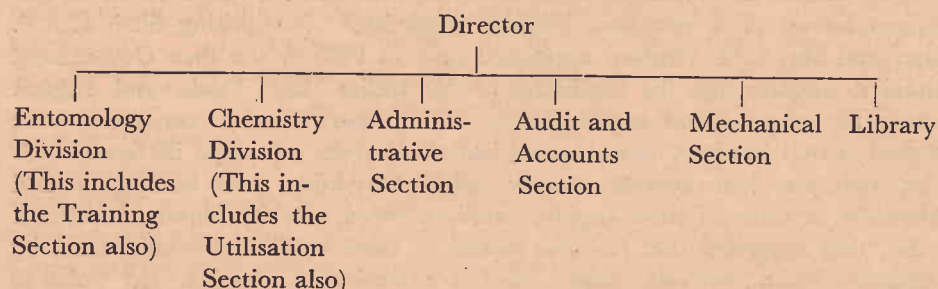 Director
Entomology
Division
(This includes
the Training
Section also)
Chemistry
Division
(This in-
cludes the
Utilisation
Section also)
Adminis-
trative
Section
Audit and
Accounts
Section
Mechanical
Section
Library